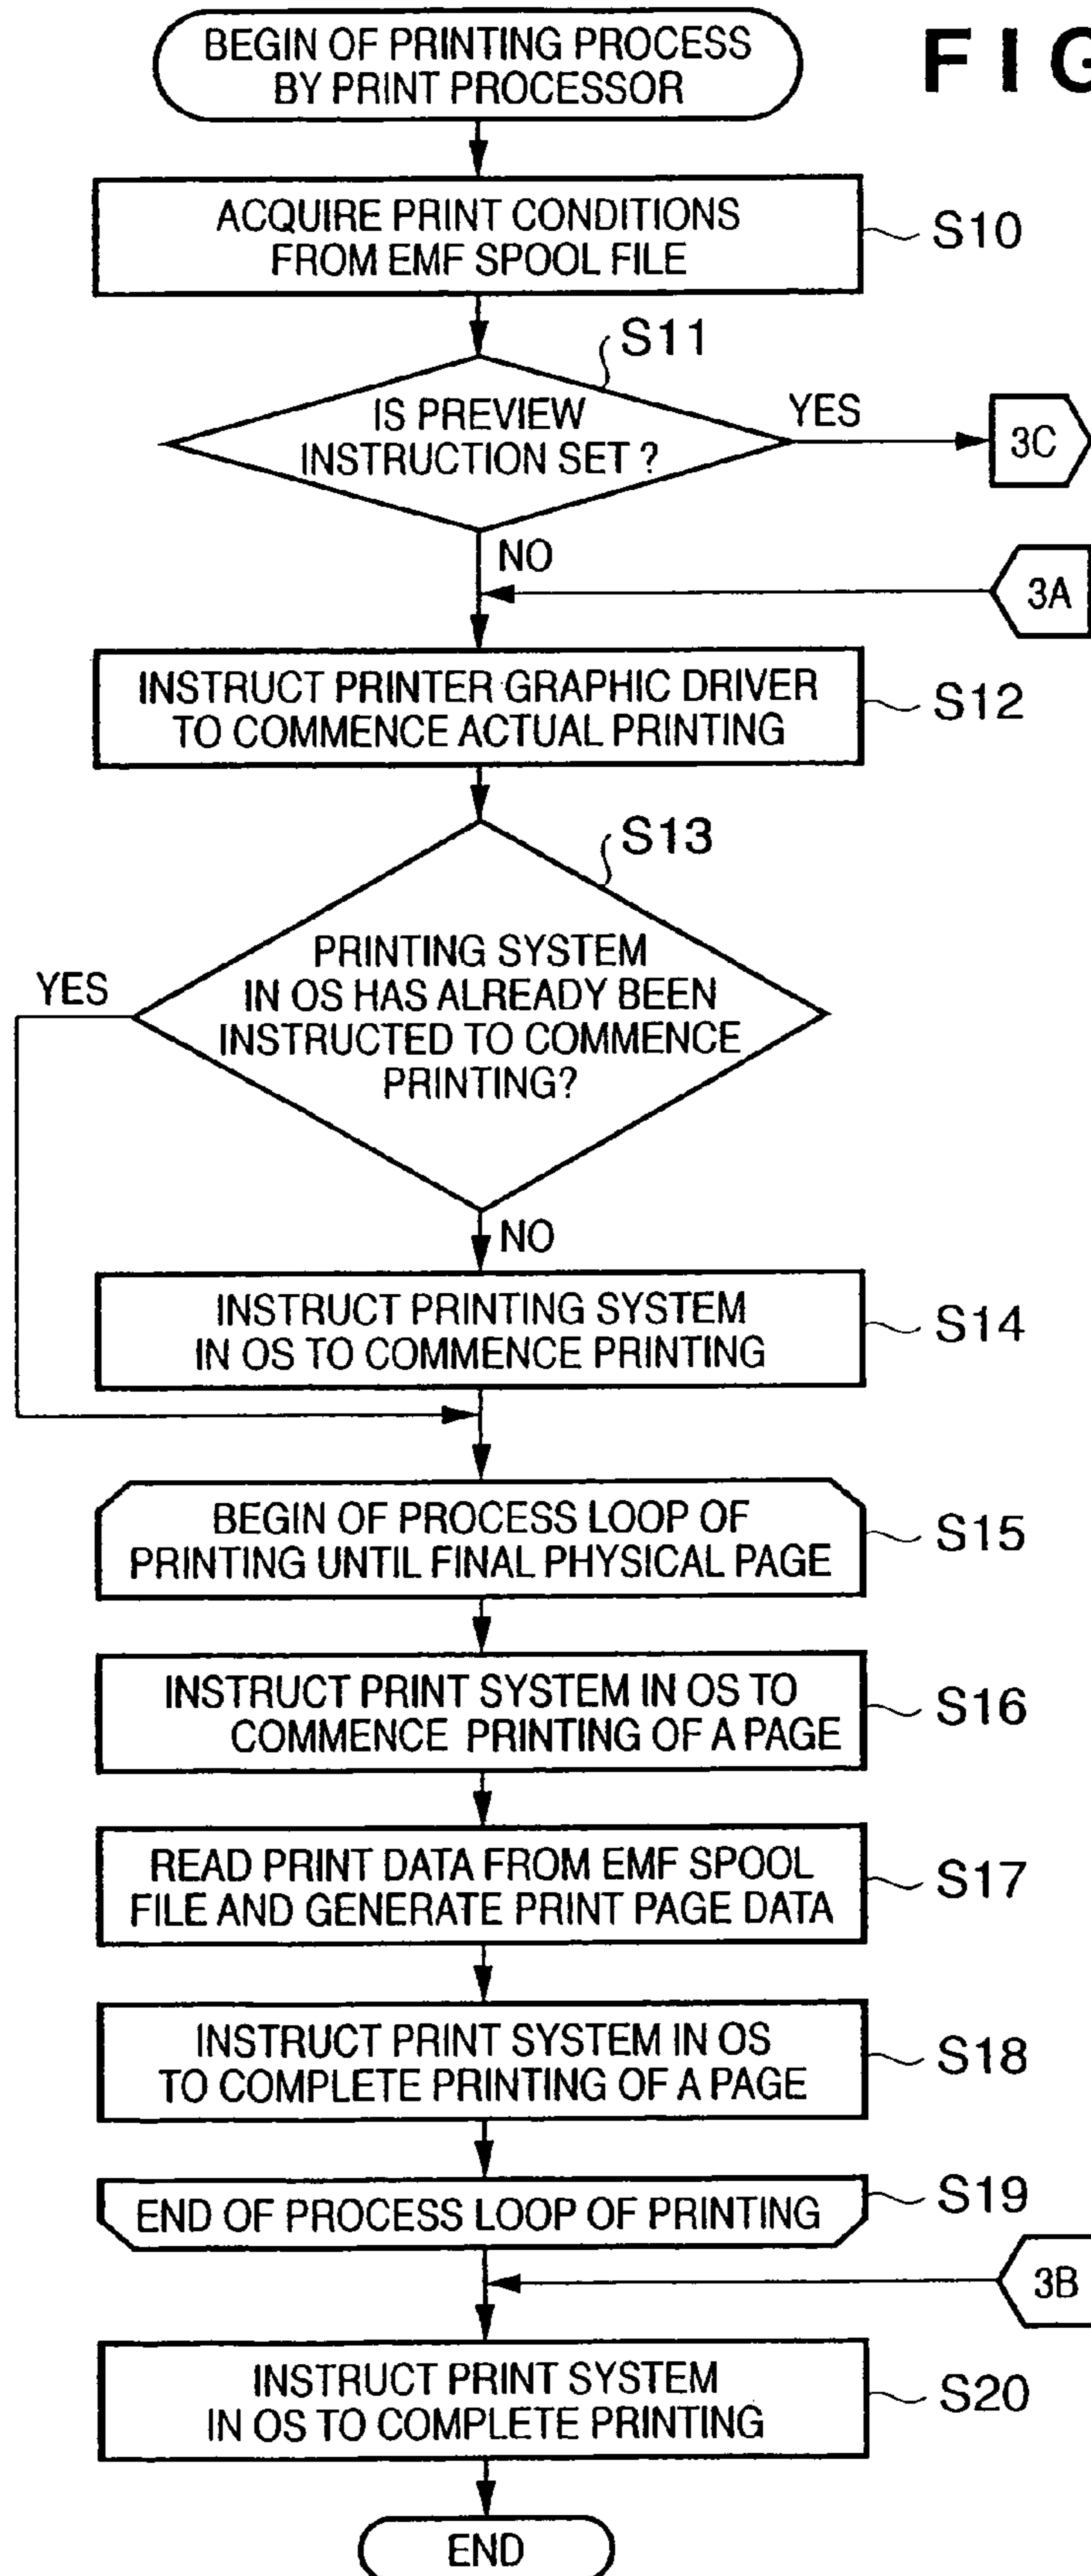 BEGIN OF PRINTING PROCESS
BY PRINT PROCESSOR
FIG
ACQUIRE PRINT CONDITIONS
FROM EMF SPOOL FILE
S10
S11
IS PREVIEW
INSTRUCTION SET ?
YES
3C
NO
3A
INSTRUCT PRINTER GRAPHIC DRIVER
TO COMMENCE ACTUAL PRINTING
S12
S13
PRINTING SYSTEM
IN OS HAS ALREADY BEEN
INSTRUCTED TO COMMENCE
PRINTING?
YES
NO
INSTRUCT PRINTING SYSTEM
IN OS TO COMMENCE PRINTING
S14
BEGIN OF PROCESS LOOP OF
PRINTING UNTIL FINAL PHYSICAL PAGE
S15
INSTRUCT PRINT SYSTEM IN OS TO
COMMENCE PRINTING OF A PAGE
S16
READ PRINT DATA FROM EMF SPOOL
FILE AND GENERATE PRINT PAGE DATA
S17
INSTRUCT PRINT SYSTEM IN OS
TO COMPLETE PRINTING OF A PAGE
S18
END OF PROCESS LOOP OF PRINTING
S19
3B
INSTRUCT PRINT SYSTEM
IN OS TO COMPLETE PRINTING
S20
END